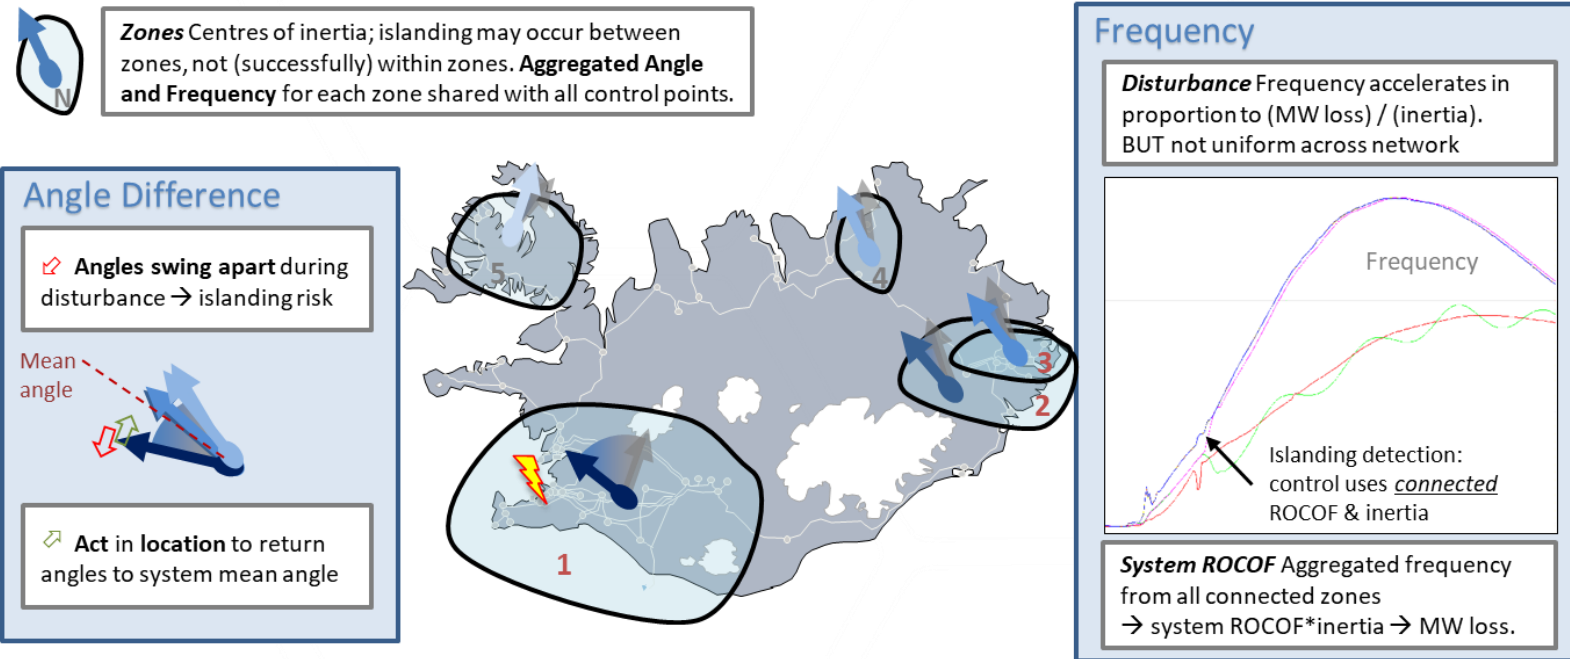 Zones Centres of inertia; islanding may occur between
zones, not (successfully) within zones. Aggregated Angle
and Frequency for each zone shared with all control points.
N
Angle Difference
Angles swing apart during
disturbance → islanding risk
Mean
angle
Act in location to return
angles to system mean angle
5
4
3
2
1
Frequency
Disturbance Frequency accelerates in
proportion to (MW loss) / (inertia).
BUT not uniform across network
Frequency
Islanding detection:
control uses connected
ROCOF & inertia
System ROCOF Aggregated frequency
from all connected zones
→ system ROCOF*inertia → MW loss.